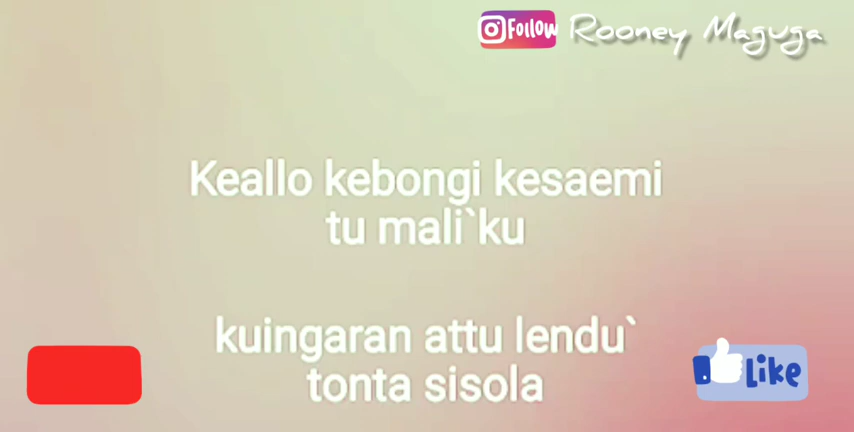 Follow Rooney Maguga
Keallo kebongi kesaemi
tu mali`ku
kuingaran attu lendu`
tonta sisola
Like